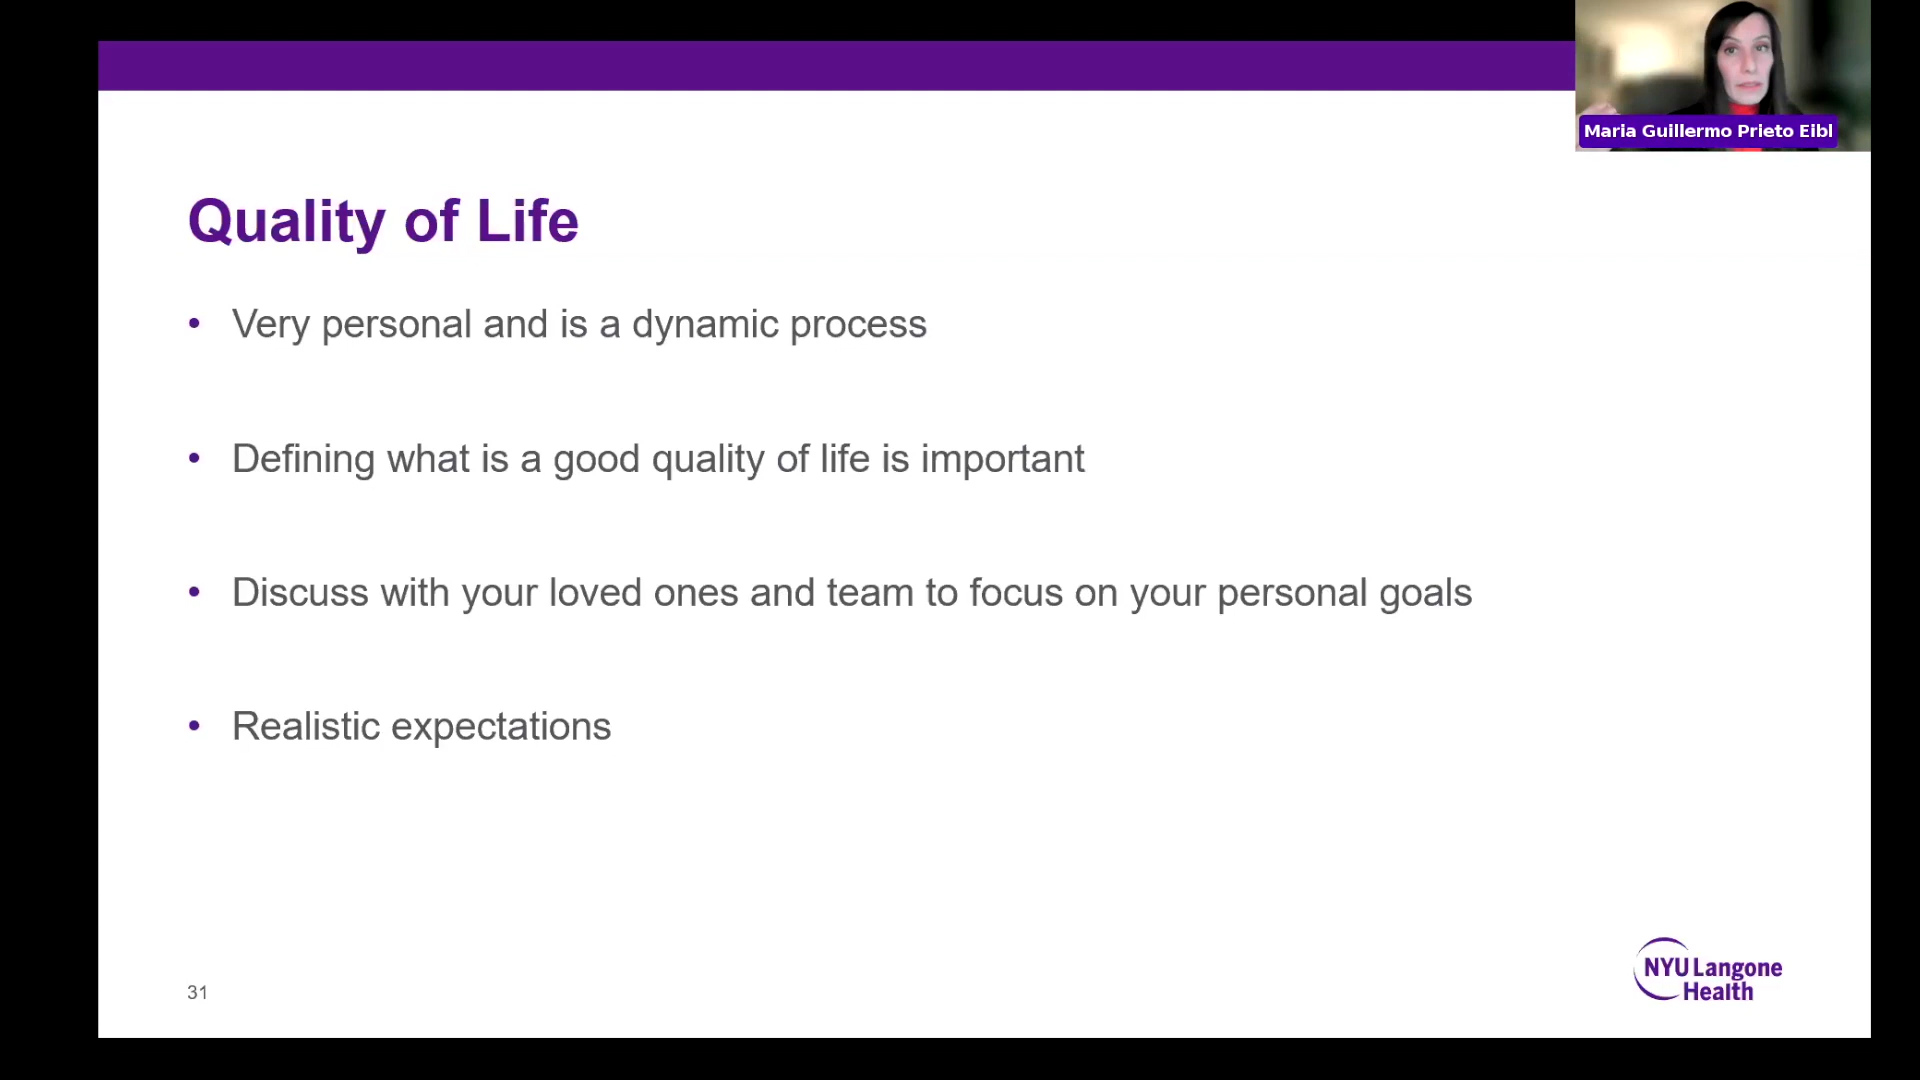 Maria Guillermo Prieto Eibl
Quality of Life
• Very personal and is a dynamic process
• Defining what is a good quality of life is important
• Discuss with your loved ones and team to focus on your personal goals
• Realistic expectations
31
NYU Langone
Health